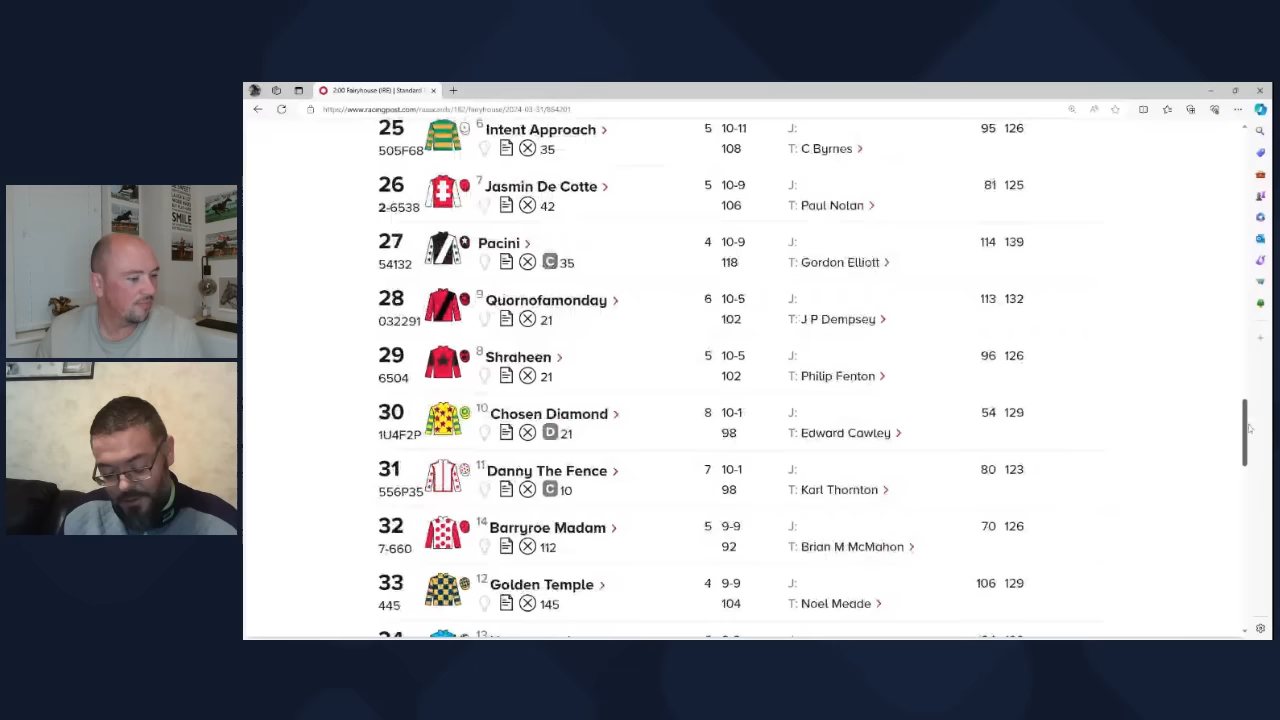 2:00 Fairyhouse (IRE) | Standard
https://www.racingpost.com/racecards/182/fairyhouse/2024-03-31/864201
25 6 Intent Approach > 5 10-11 J: 95 126
505F68 35 108 T: C Byrnes >
26 7 Jasmin De Cotte > 5 10-9 J: 81 125
2-6538 42 106 T: Paul Nolan >
27 Pacini > 4 10-9 J: 114 139
54132 C 35 118 T: Gordon Elliott >
28 9 Quornofamonday > 6 10-5 J: 113 132
032291 21 102 T: J P Dempsey >
29 8 Shraheen > 5 10-5 J: 96 126
6504 21 102 T: Philip Fenton >
30 10 Chosen Diamond > 8 10-1 J: 54 129
1U4F2P D 21 98 T: Edward Cawley >
31 11 Danny The Fence > 7 10-1 J: 80 123
556P35 C 10 98 T: Karl Thornton >
32 14 Barryroe Madam > 5 9-9 J: 70 126
7-660 112 92 T: Brian M McMahon >
33 12 Golden Temple > 4 9-9 J: 106 129
445 145 104 T: Noel Meade >
13
SMILE